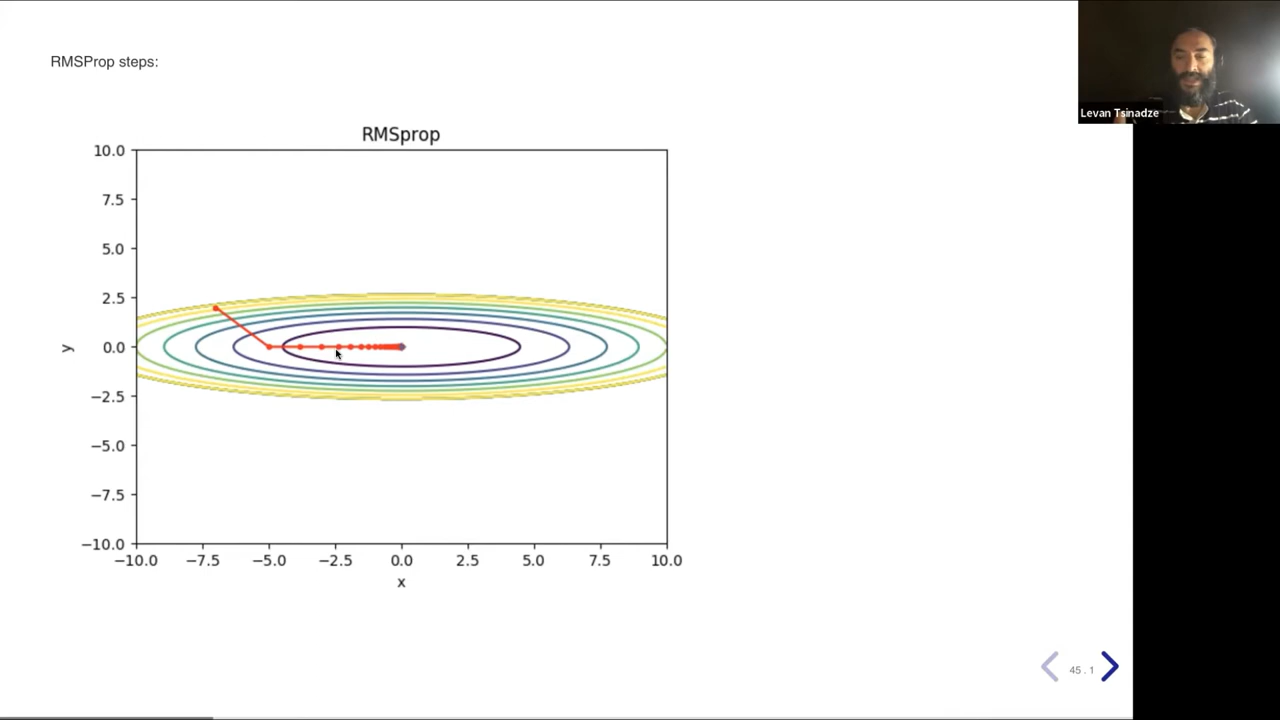 RMSProp steps:
Levan Tsinadze
RMSprop
10.0
7.5
5.0
2.5
0.0
−2.5
−5.0
−7.5
−10.0
y
−10.0 −7.5 −5.0 −2.5 0.0 2.5 5.0 7.5 10.0
x
45 . 1